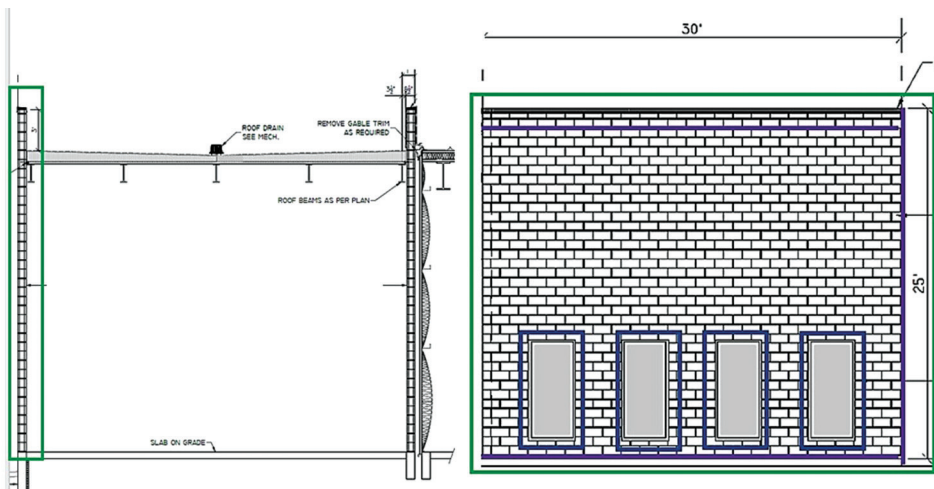 30'
3'
ROOF DRAIN
SEE MECH.
REMOVE GABLE TRIM
AS REQUIRED
ROOF BEAMS AS PER PLAN
25'
SLAB ON GRADE